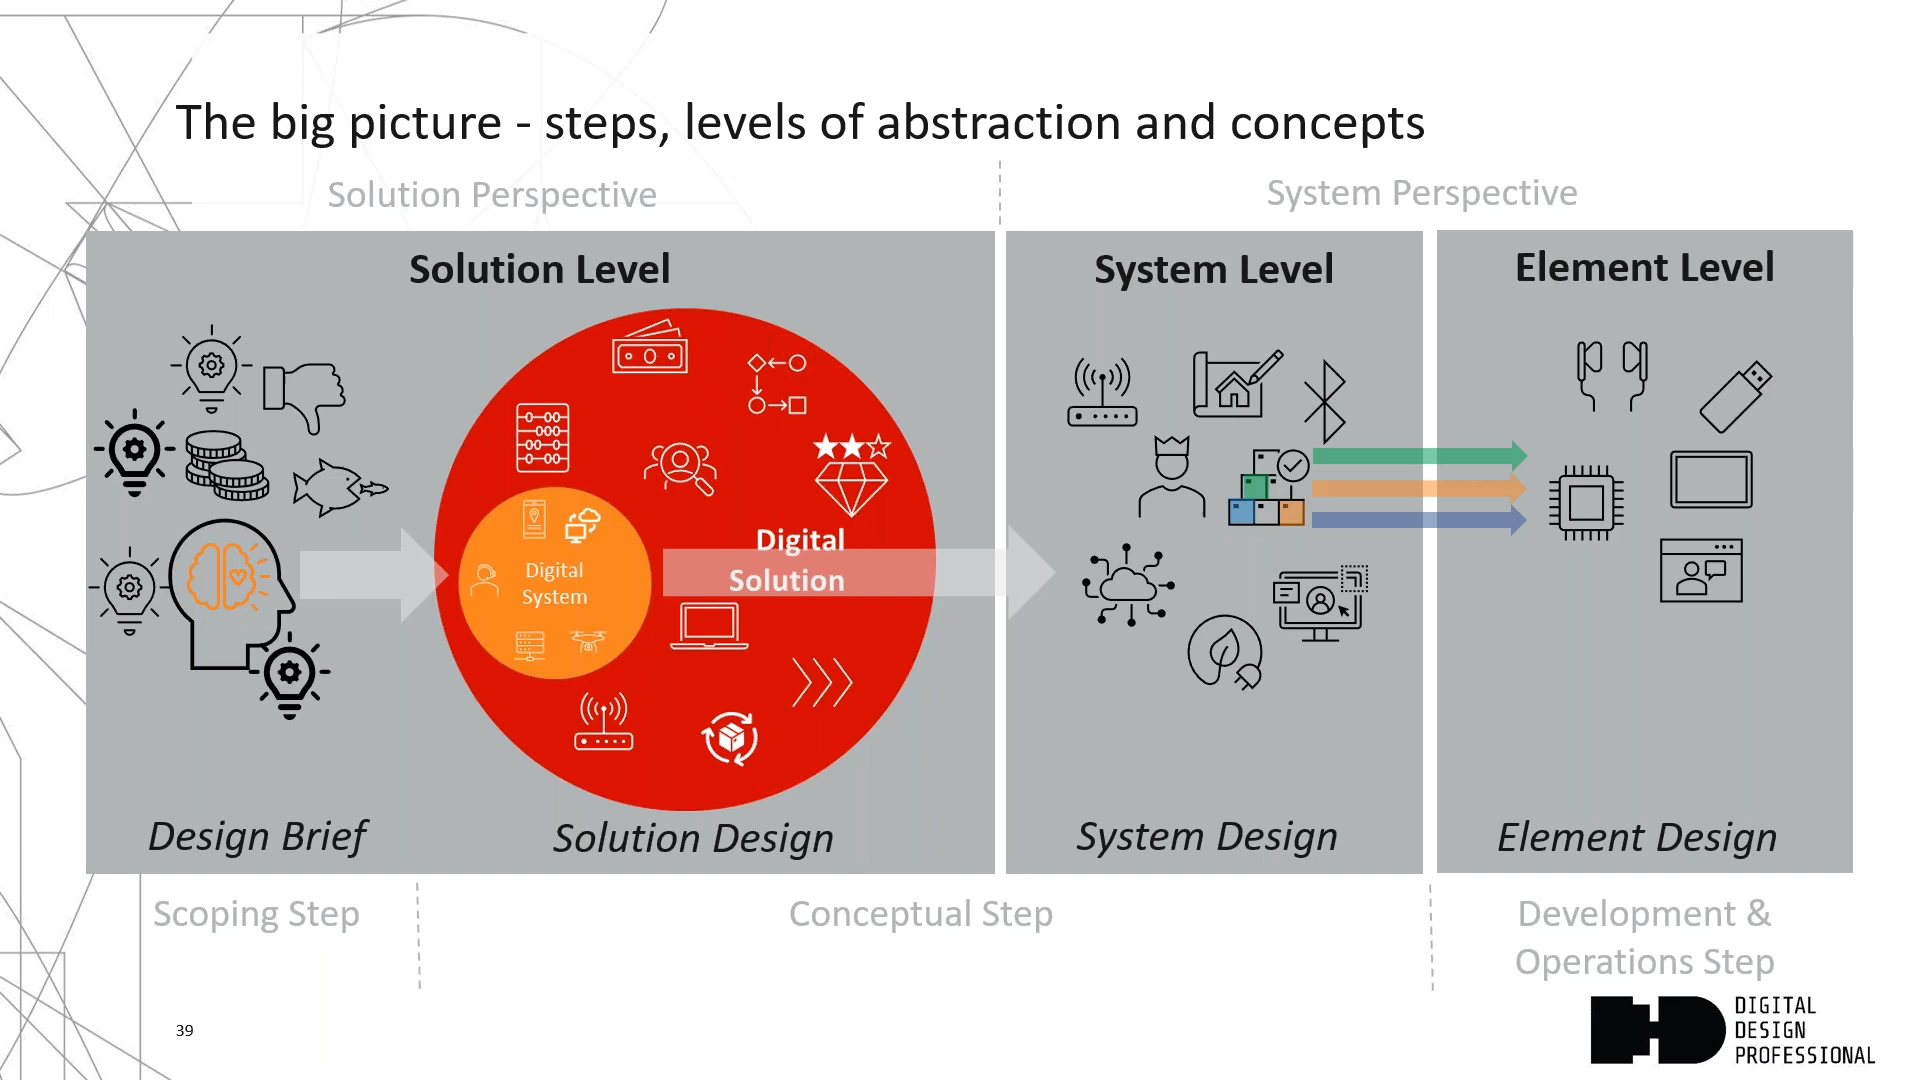 The big picture - steps, levels of abstraction and concepts
Solution Perspective
System Perspective
Solution Level
System Level
Element Level
Digital
Solution
Digital
System
Design Brief
Solution Design
System Design
Element Design
Scoping Step
Conceptual Step
Development &
Operations Step
39
DIGITAL
DESIGN
PROFESSIONAL